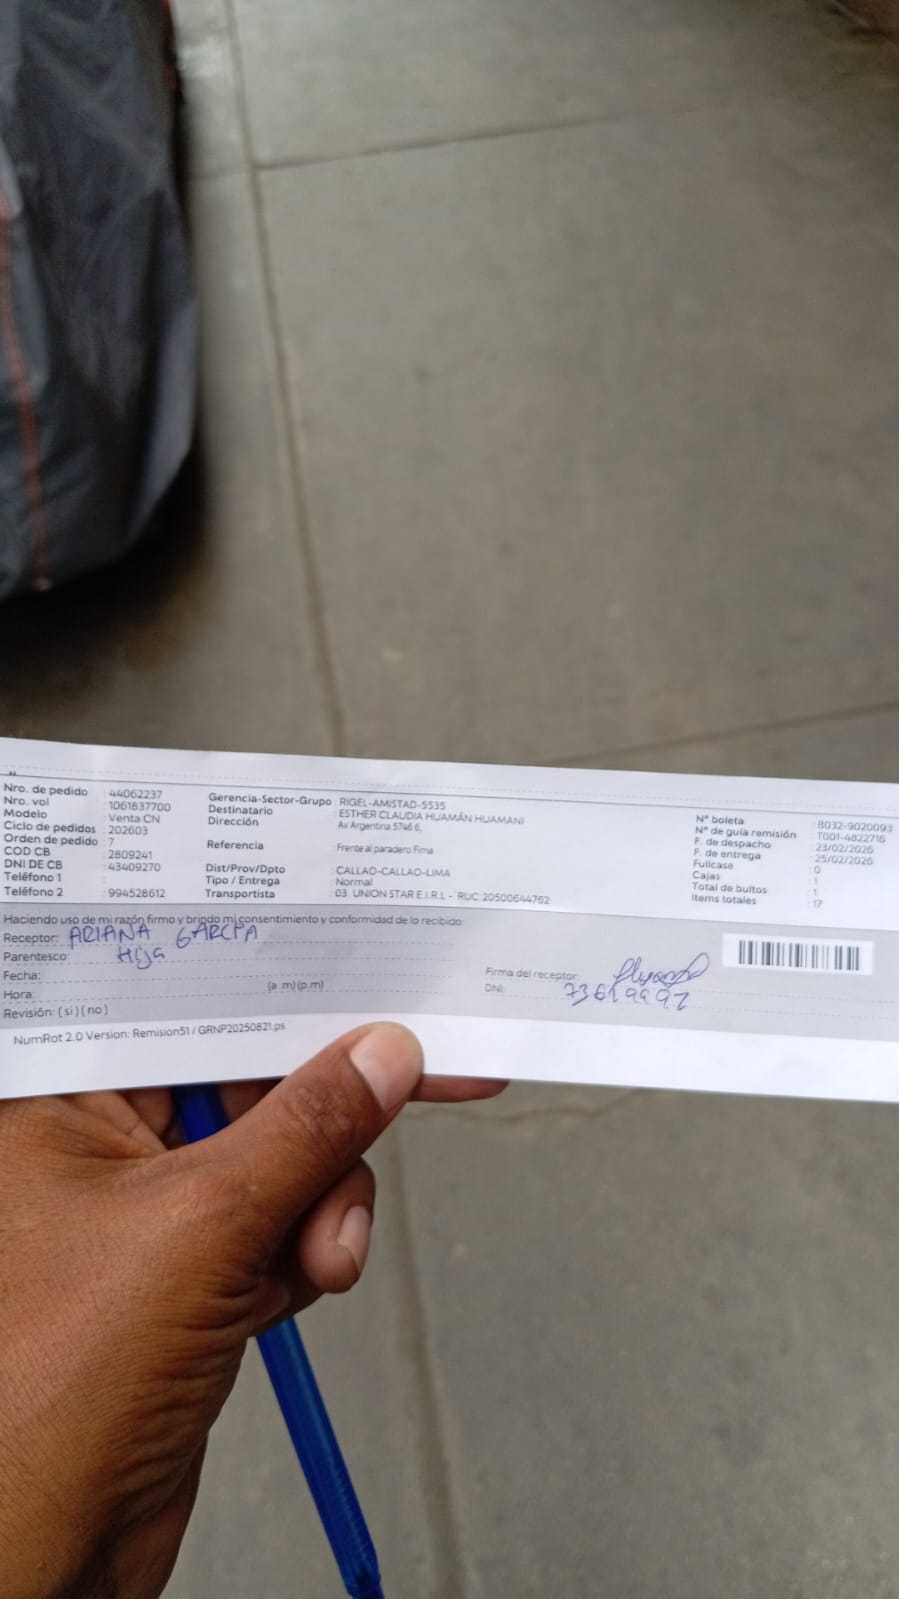 Nro. de pedido : 44062237
Nro. vol : 1061837700
Modelo : Venta CN
Ciclo de pedidos : 202603
Orden de pedido : 7
COD CB : 2809241
DNI DE CB : 43409270
Teléfono 1 :
Teléfono 2 : 994528612
Gerencia-Sector-Grupo : RIGEL-AMISTAD-5535
Destinatario : ESTHER CLAUDIA HUAMÁN HUAMANI
Dirección : Av Argentina 5746 6,
Referencia : Frente al paradero Fima
Dist/Prov/Dpto : CALLAO-CALLAO-LIMA
Tipo / Entrega : Normal
Transportista : 03. UNION STAR E.I.R.L - RUC 20500644762
N° boleta : B032-9020093
N° de guía remisión : T001-4822716
F. de despacho : 23/02/2026
F. de entrega : 25/02/2026
Fullcase : 0
Cajas : 1
Total de bultos : 1
Items totales : 17
Haciendo uso de mi razón firmo y brindo mi consentimiento y conformidad de lo recibido
Receptor: ARIANA GARCIA
Parentesco: Hija
Fecha:
Hora: (a.m)(p.m)
Revisión: ( si ) ( no )
Firma del receptor:
DNI: 73619992
NumRot 2.0 Version: Remision51 / GRNP20250821.ps